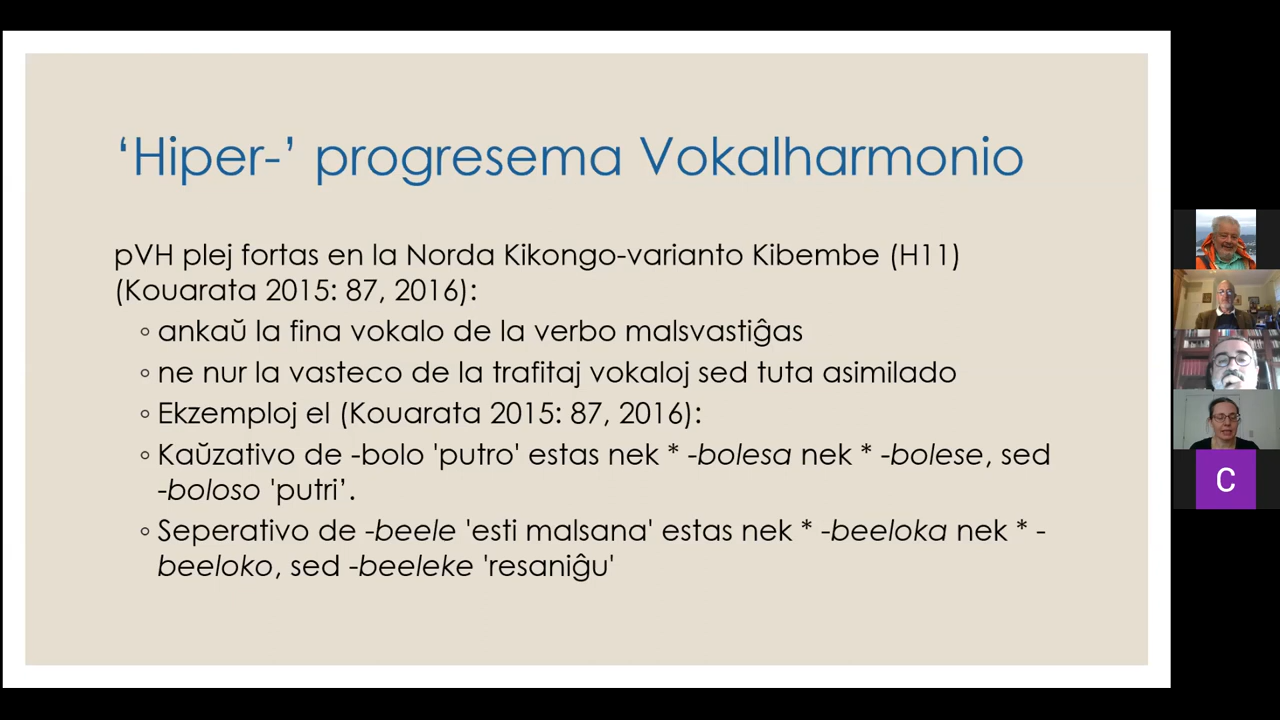 ‘Hiper-’ progresema Vokalharmonio
pVH plej fortas en la Norda Kikongo-varianto Kibembe (H11)
(Kouarata 2015: 87, 2016):
◦ ankaŭ la fina vokalo de la verbo malsvastiĝas
◦ ne nur la vasteco de la trafitaj vokaloj sed tuta asimilado
◦ Ekzemploj el (Kouarata 2015: 87, 2016):
◦ Kaŭzativo de -bolo 'putro' estas nek * -bolesa nek * -bolese, sed
-boloso 'putri’.
◦ Seperativo de -beele 'esti malsana' estas nek * -beeloka nek * -
beeloko, sed -beeleke 'resaniĝu'
C